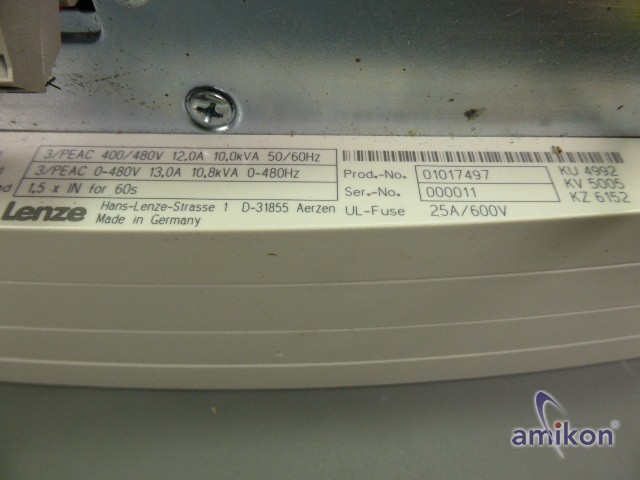 3/PEAC 400/480V 12.0A 10.0kVA 50/60Hz
3/PEAC 0-480V 13.0A 10.8kVA 0-480Hz
1,5 x IN for 60s
Lenze
Hans-Lenze-Strasse 1 D-31855 Aerzen
Made in Germany
Prod.-No. 01017497
Ser.-No. 000011
UL-Fuse 25A/600V
KU 4992
KV 5005
KZ 6152
amikon